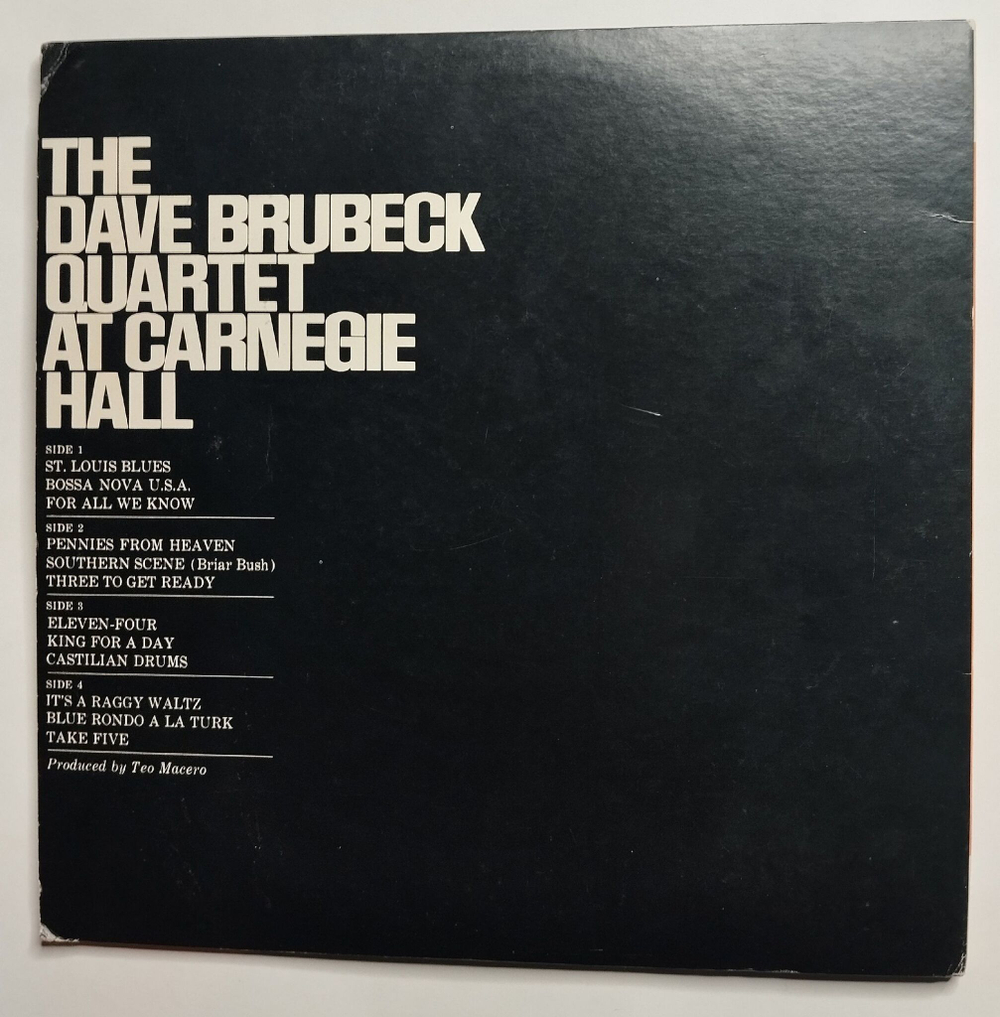 THE
DAVE BRUBECK
QUARTET
AT CARNEGIE
HALL
SIDE 1
ST. LOUIS BLUES
BOSSA NOVA U.S.A.
FOR ALL WE KNOW
SIDE 2
PENNIES FROM HEAVEN
SOUTHERN SCENE (Briar Bush)
THREE TO GET READY
SIDE 3
ELEVEN-FOUR
KING FOR A DAY
CASTILIAN DRUMS
SIDE 4
IT'S A RAGGY WALTZ
BLUE RONDO A LA TURK
TAKE FIVE
Produced by Teo Macero